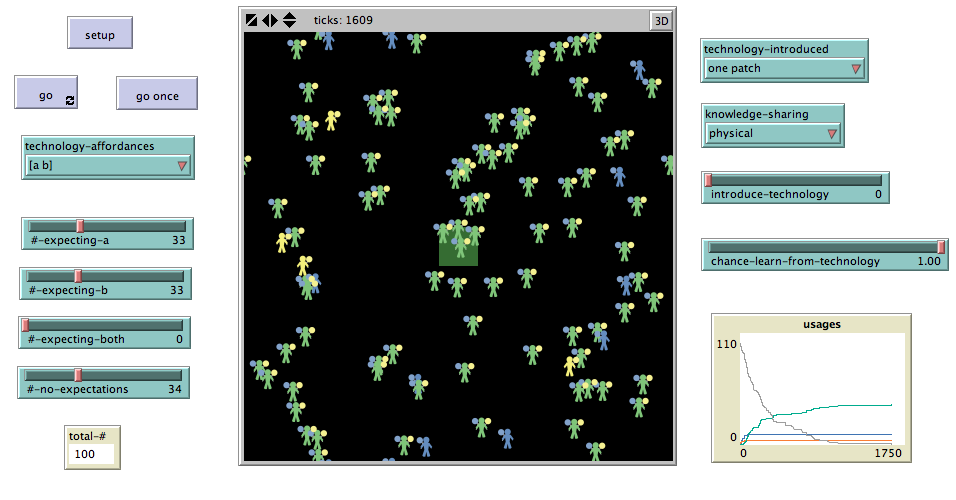 setup
go
go once
technology-affordances
[a b]
#-expecting-a 33
#-expecting-b 33
#-expecting-both 0
#-no-expectations 34
total-#
100
ticks: 1609
3D
technology-introduced
one patch
knowledge-sharing
physical
introduce-technology 0
chance-learn-from-technology 1.00
usages
110
0
0 1750